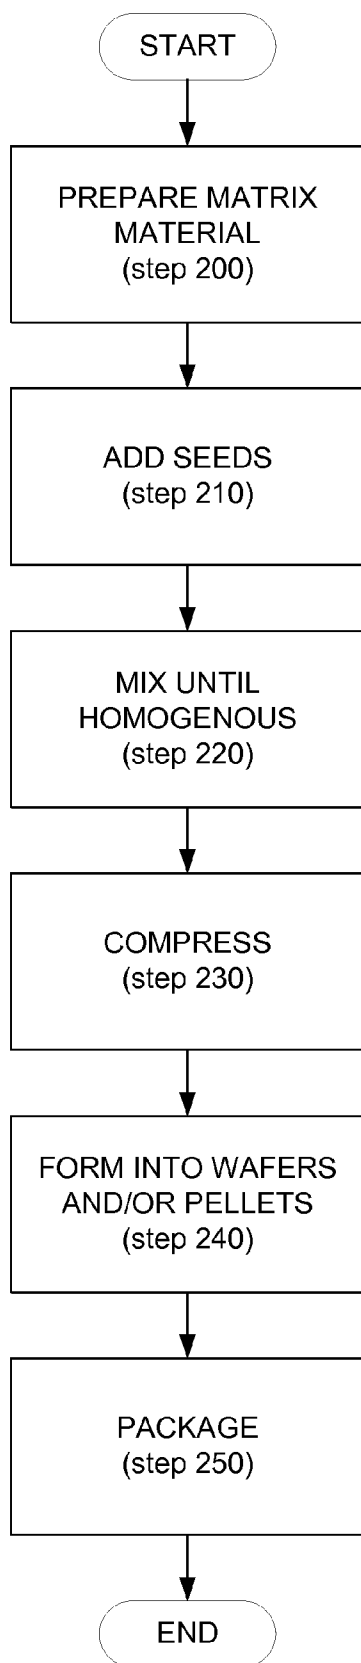 START
PREPARE MATRIX
MATERIAL
(step 200)
ADD SEEDS
(step 210)
MIX UNTIL
HOMOGENOUS
(step 220)
COMPRESS
(step 230)
FORM INTO WAFERS
AND/OR PELLETS
(step 240)
PACKAGE
(step 250)
END